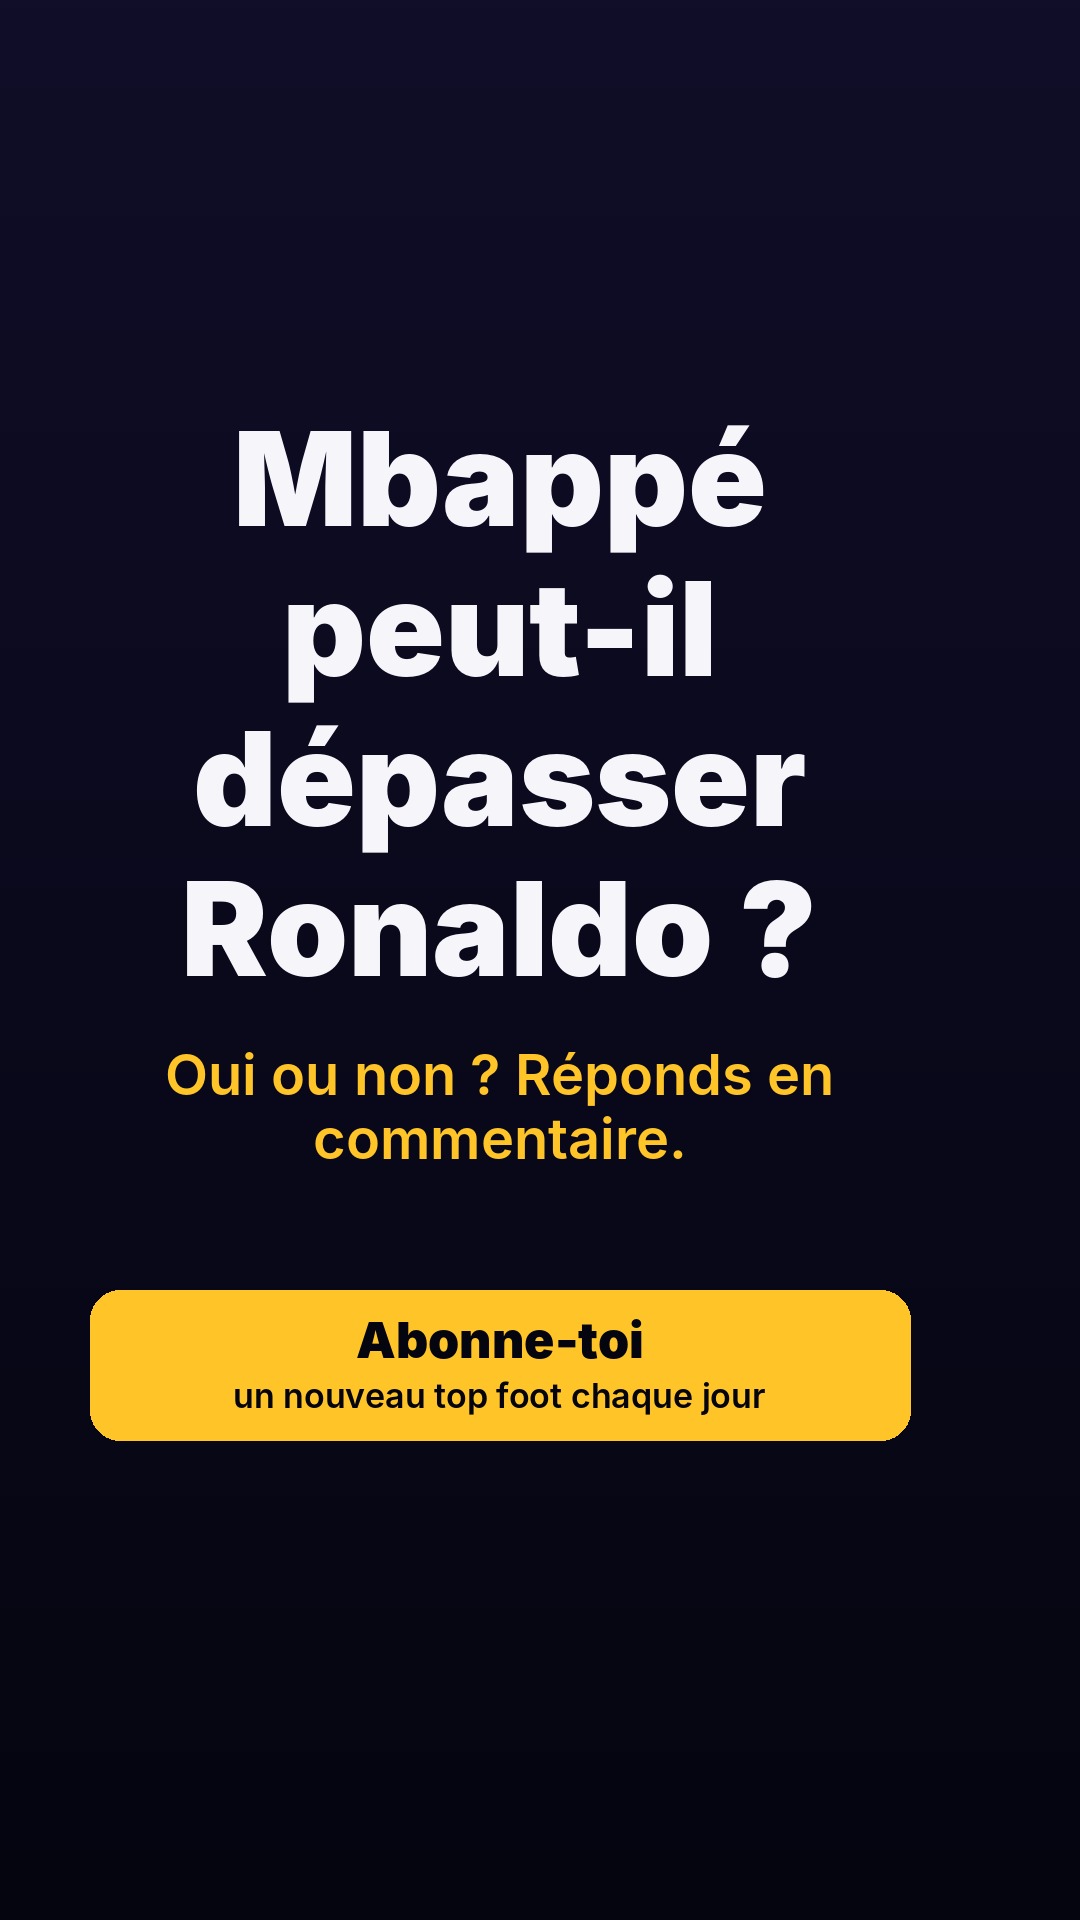 Mbappé
peut-il
dépasser
Ronaldo ?
Oui ou non ? Réponds en
commentaire.
Abonne-toi
un nouveau top foot chaque jour